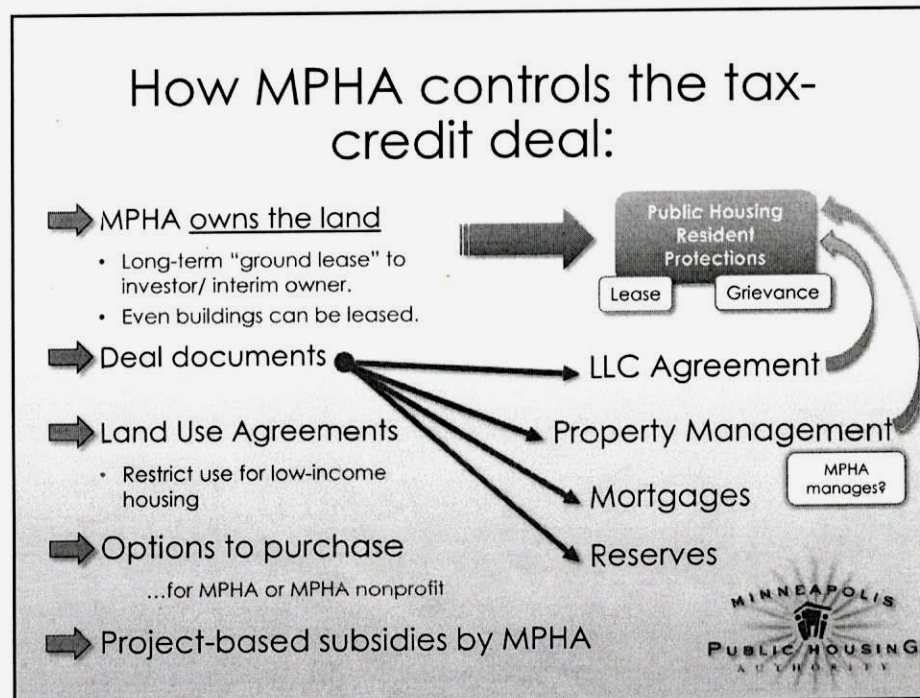 How MPHA controls the tax-
credit deal:
MPHA owns the land
• Long-term “ground lease” to
investor/ interim owner.
• Even buildings can be leased.
Public Housing
Resident
Protections
Lease
Grievance
Deal documents
LLC Agreement
Property Management
MPHA
manages?
Mortgages
Reserves
Land Use Agreements
• Restrict use for low-income
housing
Options to purchase
...for MPHA or MPHA nonprofit
Project-based subsidies by MPHA
MINNEAPOLIS
PUBLIC HOUSING
AUTHORITY